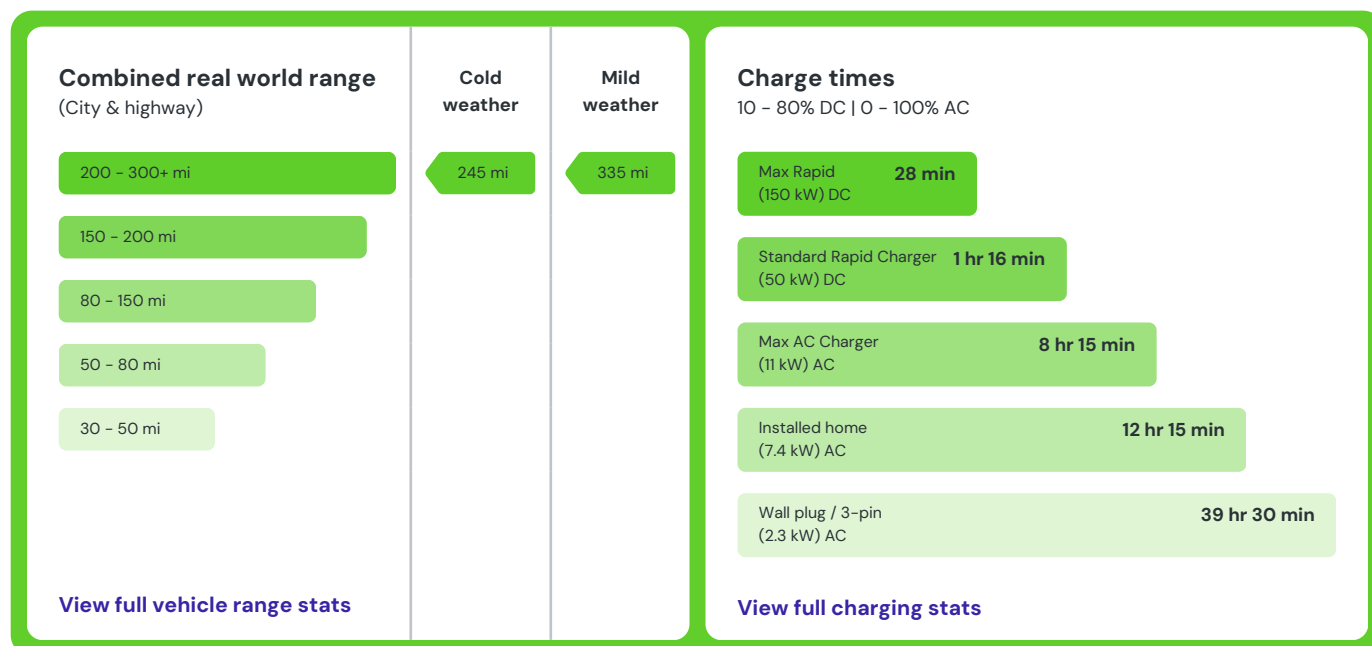 Combined real world range
(City & highway)
Cold
weather
Mild
weather
200 - 300+ mi
245 mi
335 mi
150 - 200 mi
80 - 150 mi
50 - 80 mi
30 - 50 mi
View full vehicle range stats
Charge times
10 - 80% DC | 0 - 100% AC
Max Rapid
(150 kW) DC
28 min
Standard Rapid Charger
(50 kW) DC
1 hr 16 min
Max AC Charger
(11 kW) AC
8 hr 15 min
Installed home
(7.4 kW) AC
12 hr 15 min
Wall plug / 3-pin
(2.3 kW) AC
39 hr 30 min
View full charging stats